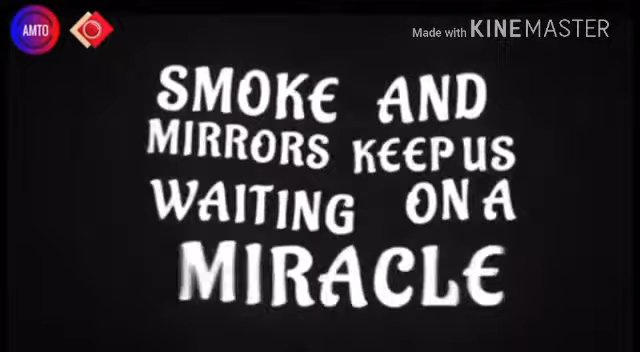 AMTO
Made with KINEMASTER
SMOKE AND
MIRRORS KEEP US
WAITING ON A
MIRACLE